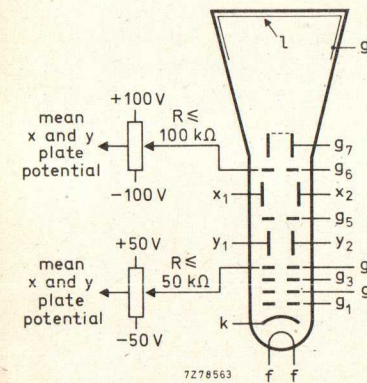 l
g
+100V
R ≤
100 kΩ
mean
x and y
plate
potential
−100V
g7
g6
x1
x2
g5
+50V
R ≤
50 kΩ
mean
x and y
plate
potential
−50V
y1
y2
g
g3
g
g1
k
7Z78563
f
f